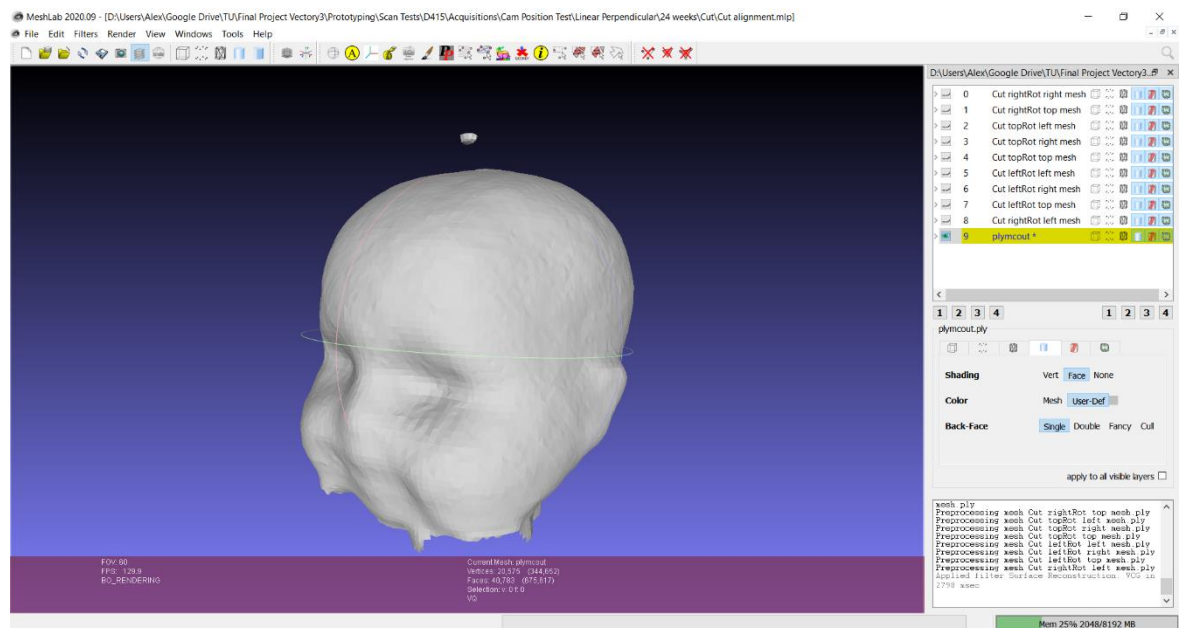 MeshLab 2020.09 - [D:\Users\Alex\Google Drive\TU\Final Project Vectory3\Prototyping\Scan Tests\D415\Acquisitions\Cam Position Test\Linear Perpendicular\24 weeks\Cut\Cut alignment.mlp]
File Edit Filters Render View Windows Tools Help
D:\Users\Alex\Google Drive\TU\Final Project Vectory3...
0 Cut rightRot right mesh
1 Cut rightRot top mesh
2 Cut topRot left mesh
3 Cut topRot right mesh
4 Cut topRot top mesh
5 Cut leftRot left mesh
6 Cut leftRot right mesh
7 Cut leftRot top mesh
8 Cut rightRot left mesh
9 plymcout *
1 2 3 4 1 2 3 4
plymcout.ply
Shading Vert Face None
Color Mesh User-Def
Back-Face Single Double Fancy Cull
apply to all visible layers
mesh ply
Preprocessing mesh Cut rightRot top mesh.ply
Preprocessing mesh Cut topRot left mesh.ply
Preprocessing mesh Cut topRot right mesh.ply
Preprocessing mesh Cut topRot top mesh.ply
Preprocessing mesh Cut leftRot left mesh.ply
Preprocessing mesh Cut leftRot right mesh.ply
Preprocessing mesh Cut leftRot top mesh.ply
Preprocessing mesh Cut rightRot left mesh.ply
Applied filter Surface Reconstruction: VCG in
2798 msec
FOV: 60
FPS: 129.9
BO_RENDERING
Current Mesh: plymcout
Vertices: 20,575 (344,652)
Faces: 40,783 (675,817)
Selection: v: 0 f: 0
VQ
Mem 25% 2048/8192 MB